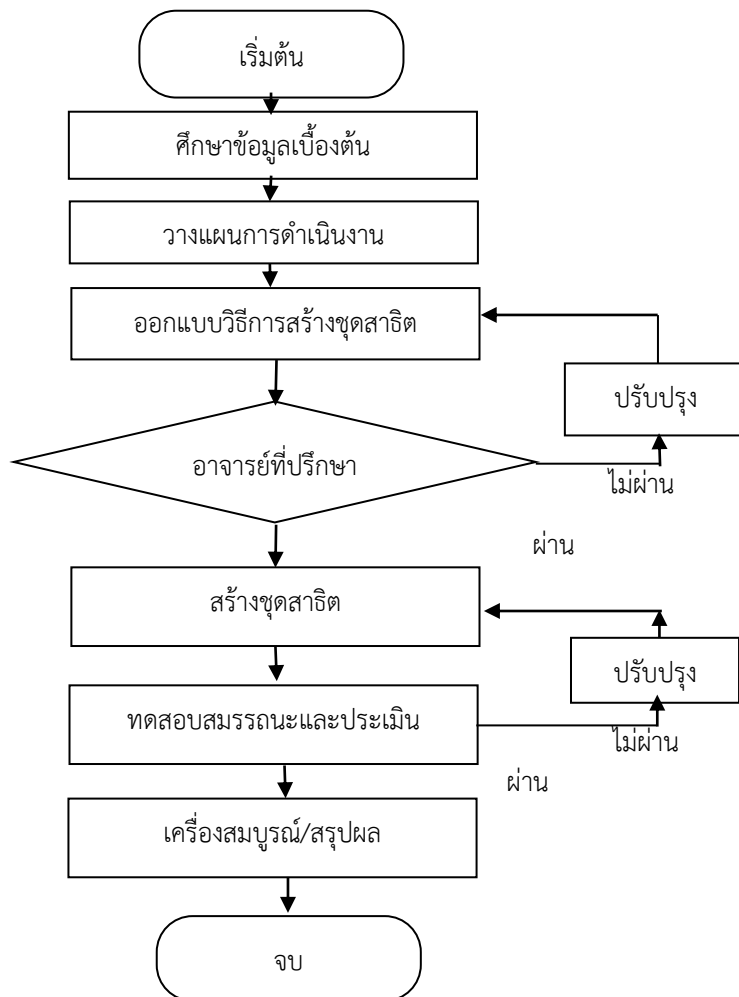 เริ่มต้น
ศึกษาข้อมูลเบื้องต้น
วางแผนการดำเนินงาน
ออกแบบวิธีการสร้างชุดสาธิต
ปรับปรุง
อาจารย์ที่ปรึกษา
ไม่ผ่าน
ผ่าน
สร้างชุดสาธิต
ปรับปรุง
ทดสอบสมรรถนะและประเมิน
ไม่ผ่าน
ผ่าน
เครื่องสมบูรณ์/สรุปผล
จบ